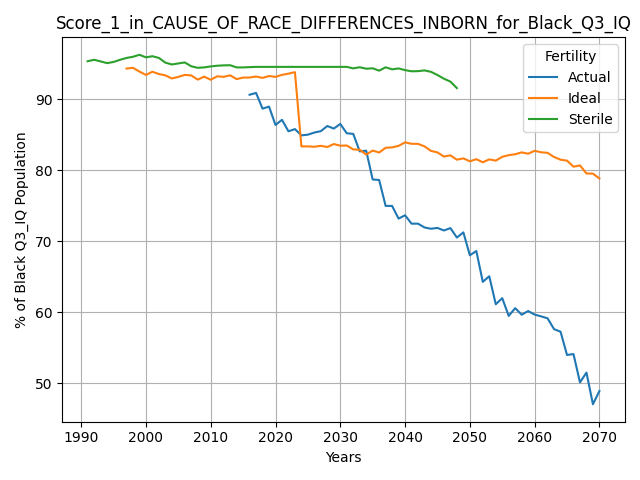 Score_1_in_CAUSE_OF_RACE_DIFFERENCES_INBORN_for_Black_Q3_IQ
Fertility
Actual
Ideal
Sterile
% of Black Q3_IQ Population
90
80
70
60
50
1990 2000 2010 2020 2030 2040 2050 2060 2070
Years